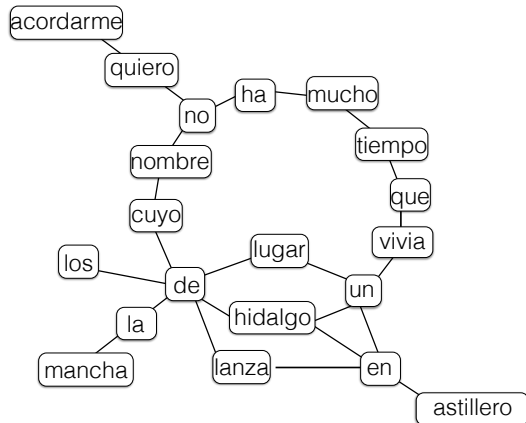 acordarme
quiero
ha
mucho
no
tiempo
nombre
que
cuyo
vivia
lugar
los
de
un
la
hidalgo
mancha
lanza
en
astillero